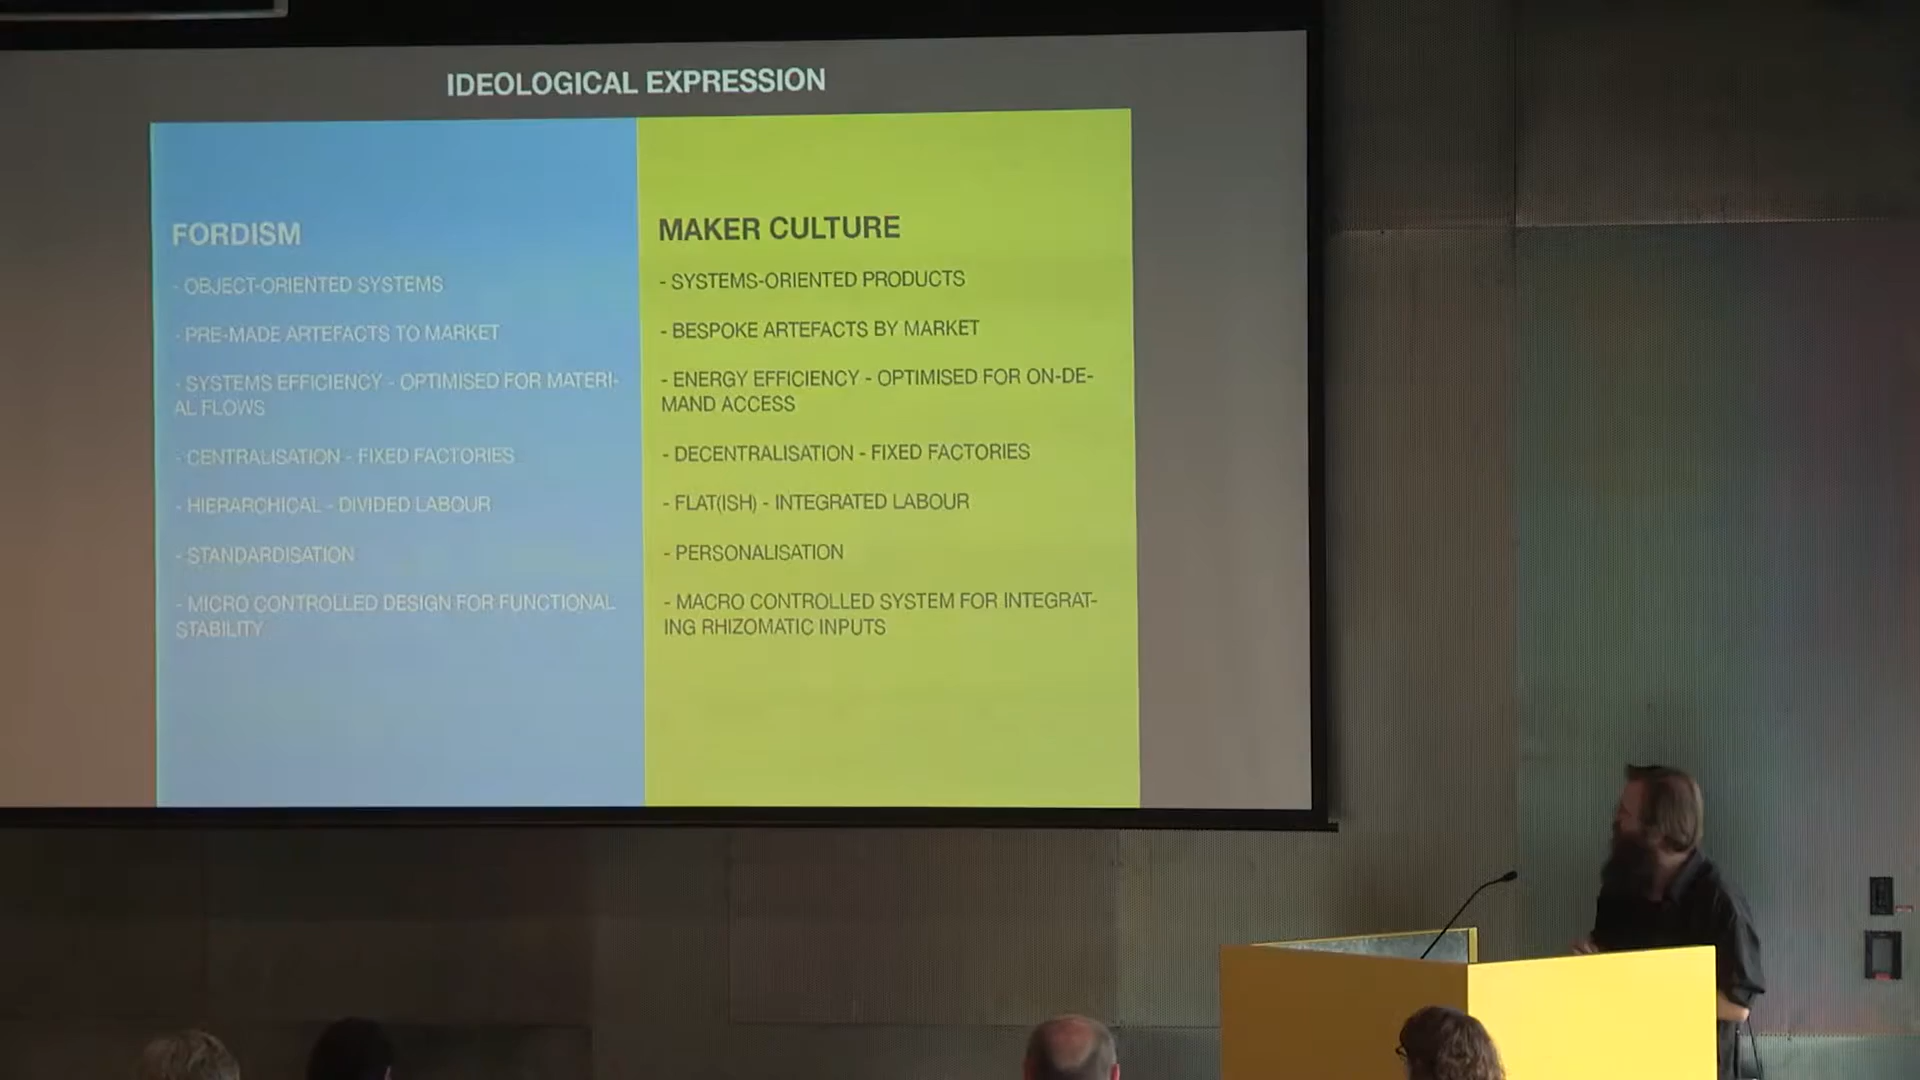 IDEOLOGICAL EXPRESSION
FORDISM
- OBJECT-ORIENTED SYSTEMS
- PRE-MADE ARTEFACTS TO MARKET
- SYSTEMS EFFICIENCY - OPTIMISED FOR MATERI-
AL FLOWS
- CENTRALISATION - FIXED FACTORIES
- HIERARCHICAL - DIVIDED LABOUR
- STANDARDISATION
- MICRO CONTROLLED DESIGN FOR FUNCTIONAL
STABILITY
MAKER CULTURE
- SYSTEMS-ORIENTED PRODUCTS
- BESPOKE ARTEFACTS BY MARKET
- ENERGY EFFICIENCY - OPTIMISED FOR ON-DE-
MAND ACCESS
- DECENTRALISATION - FIXED FACTORIES
- FLAT(ISH) - INTEGRATED LABOUR
- PERSONALISATION
- MACRO CONTROLLED SYSTEM FOR INTEGRAT-
ING RHIZOMATIC INPUTS